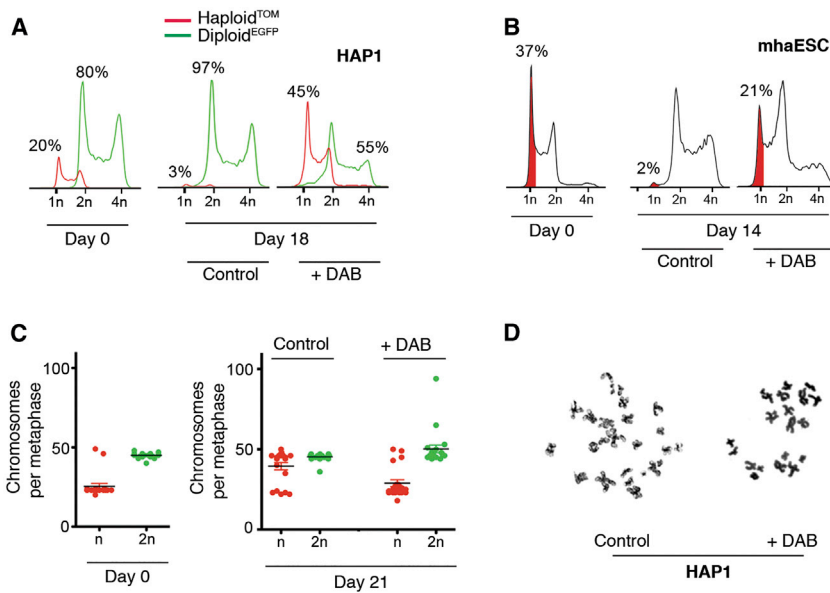 A
Haploid^TOM
Diploid^EGFP
HAP1
20%
80%
1n 2n 4n
Day 0
3%
97%
1n 2n 4n
Control
45%
55%
1n 2n 4n
+ DAB
Day 18
B
mhaESC
37%
1n 2n 4n
Day 0
2%
1n 2n 4n
Control
21%
1n 2n 4n
+ DAB
Day 14
C
Chromosomes
per metaphase
100
50
0
n 2n
Day 0
Chromosomes
per metaphase
100
50
0
Control
+ DAB
n 2n n 2n
Day 21
D
Control
+ DAB
HAP1